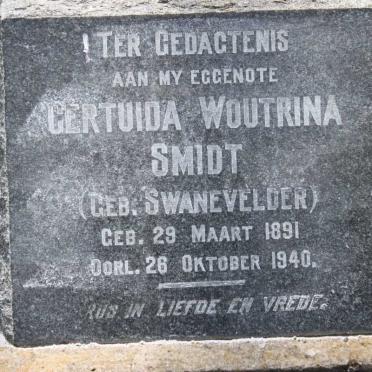 TER GEDACTENIS
AAN MY EGGENOTE
GERTUIDA WOUTRINA
SMIDT
(GEB. SWANEVELDER)
GEB. 29 MAART 1891
OORL. 26 OKTOBER 1940.
RUS IN LIEFDE EN VREDE.